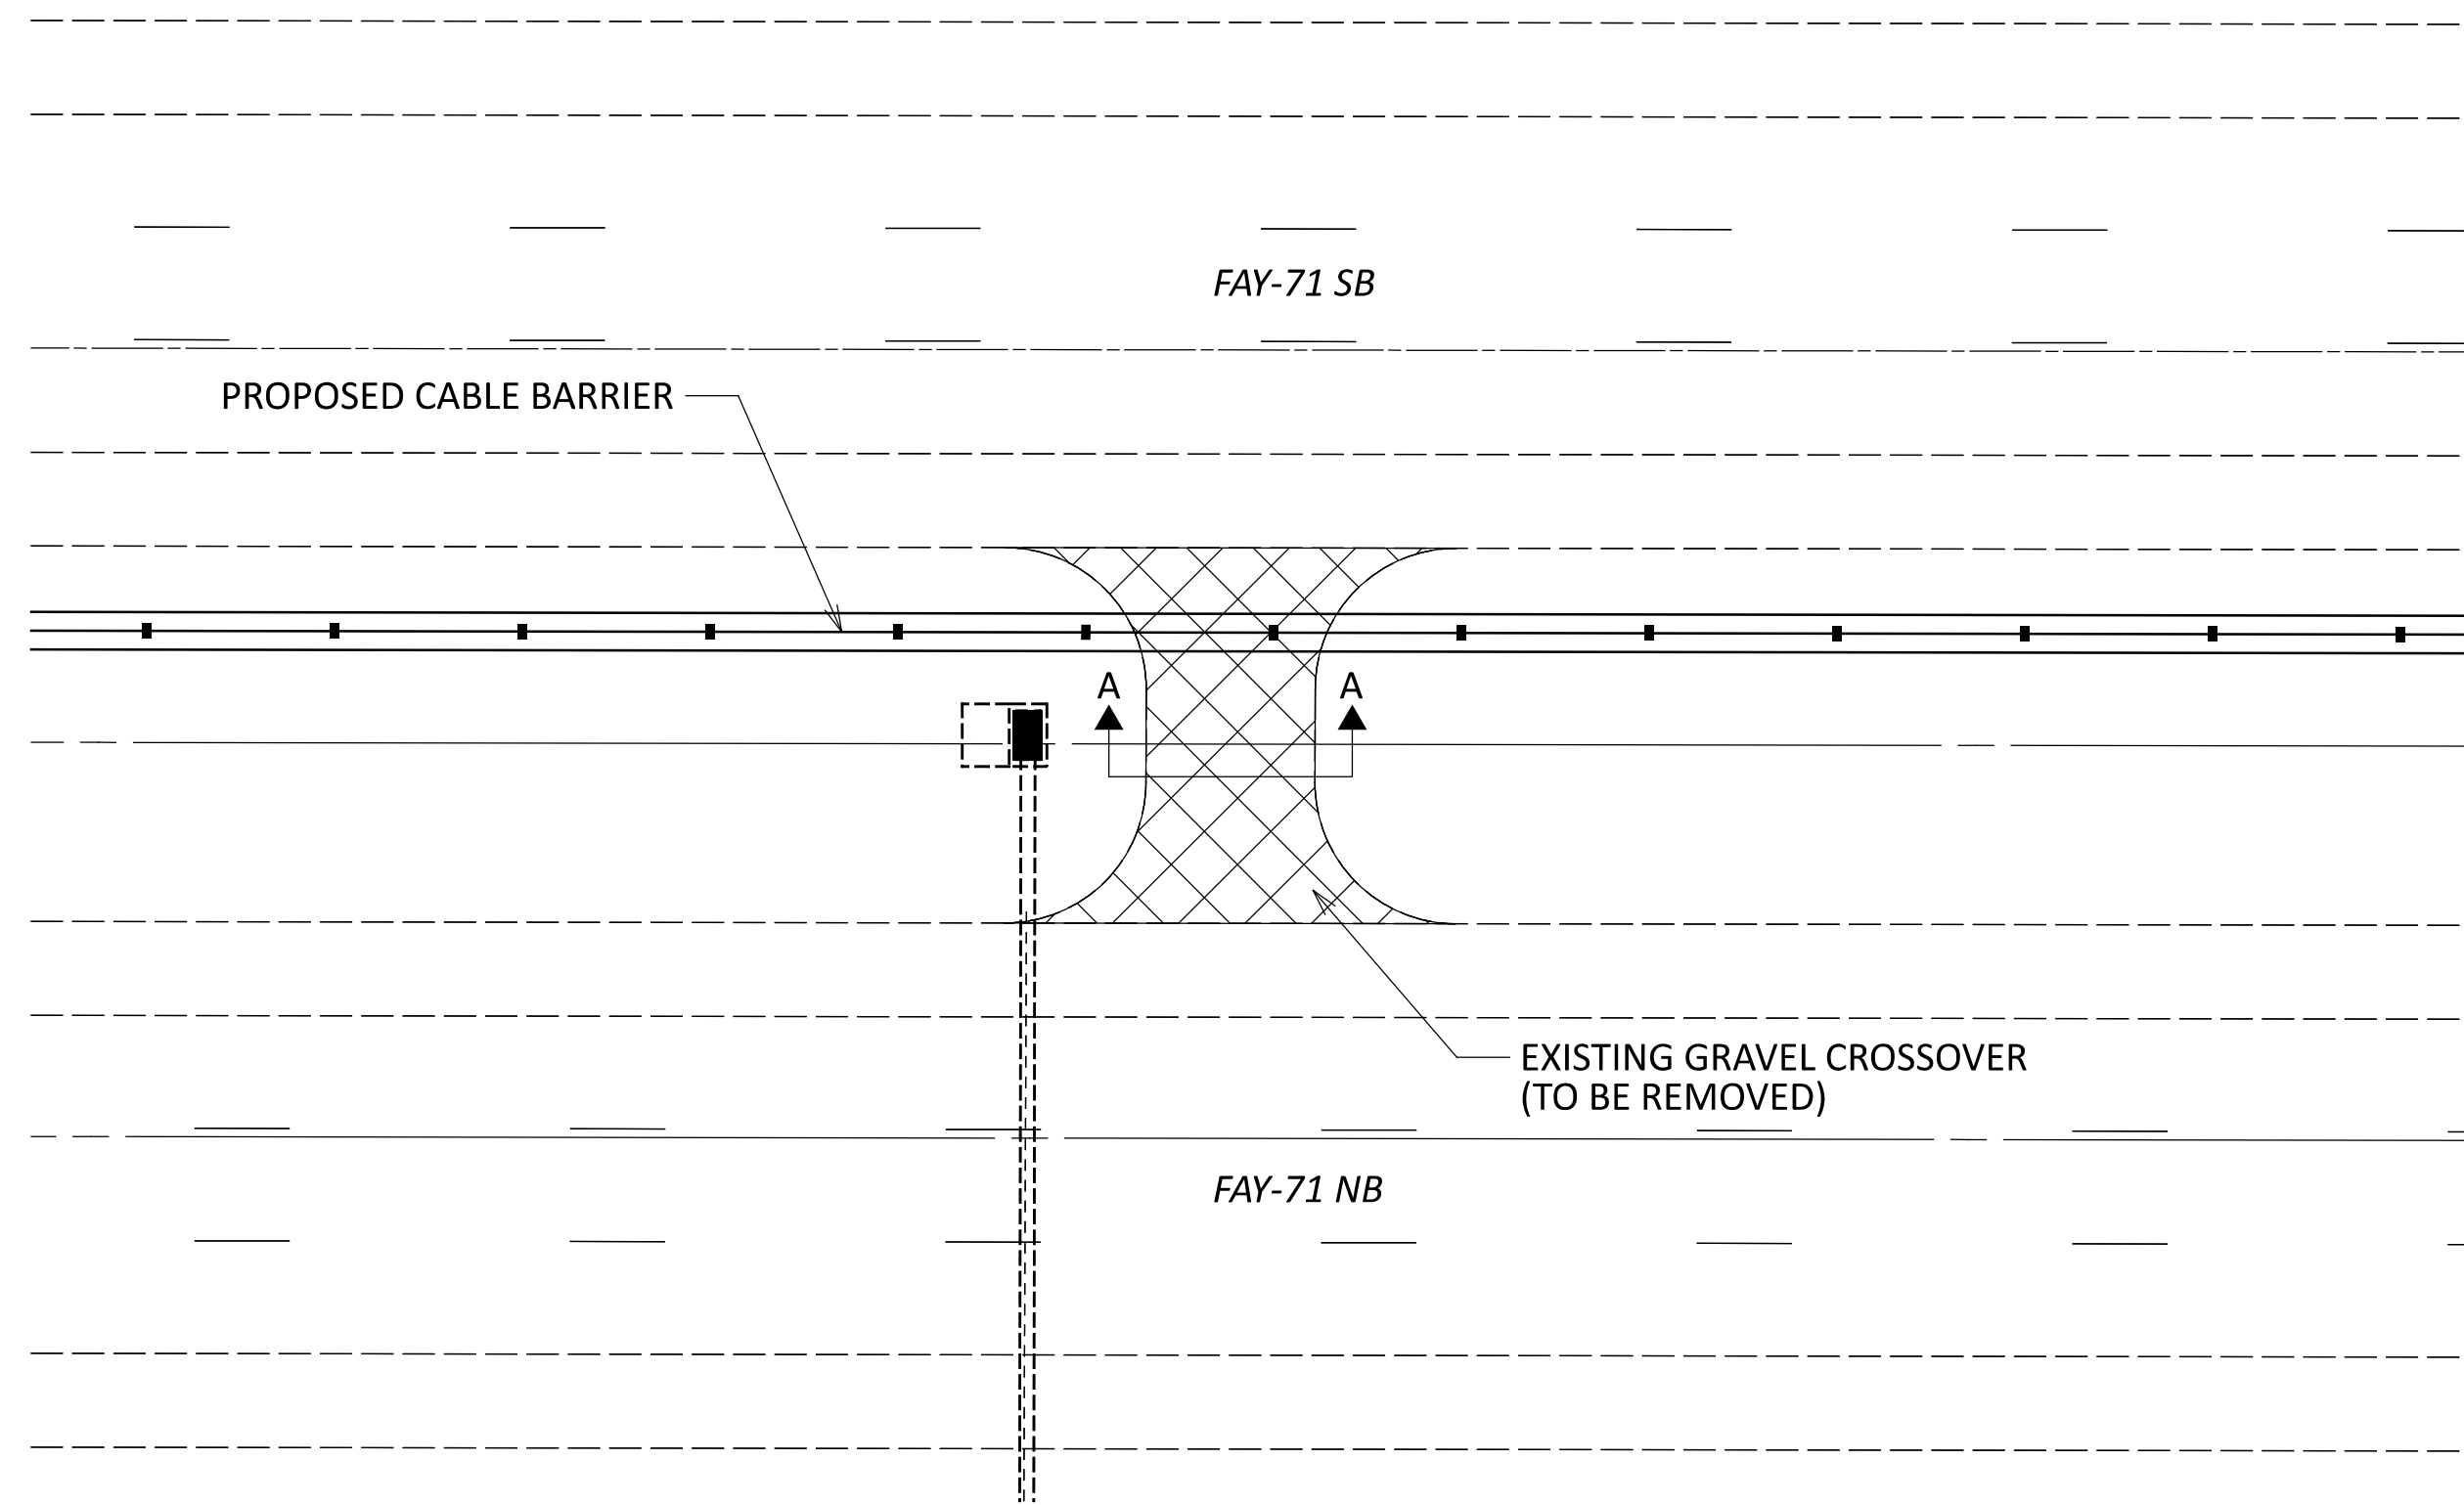 FAY-71 SB
PROPOSED CABLE BARRIER
A A
EXISTING GRAVEL CROSSOVER
(TO BE REMOVED)
FAY-71 NB